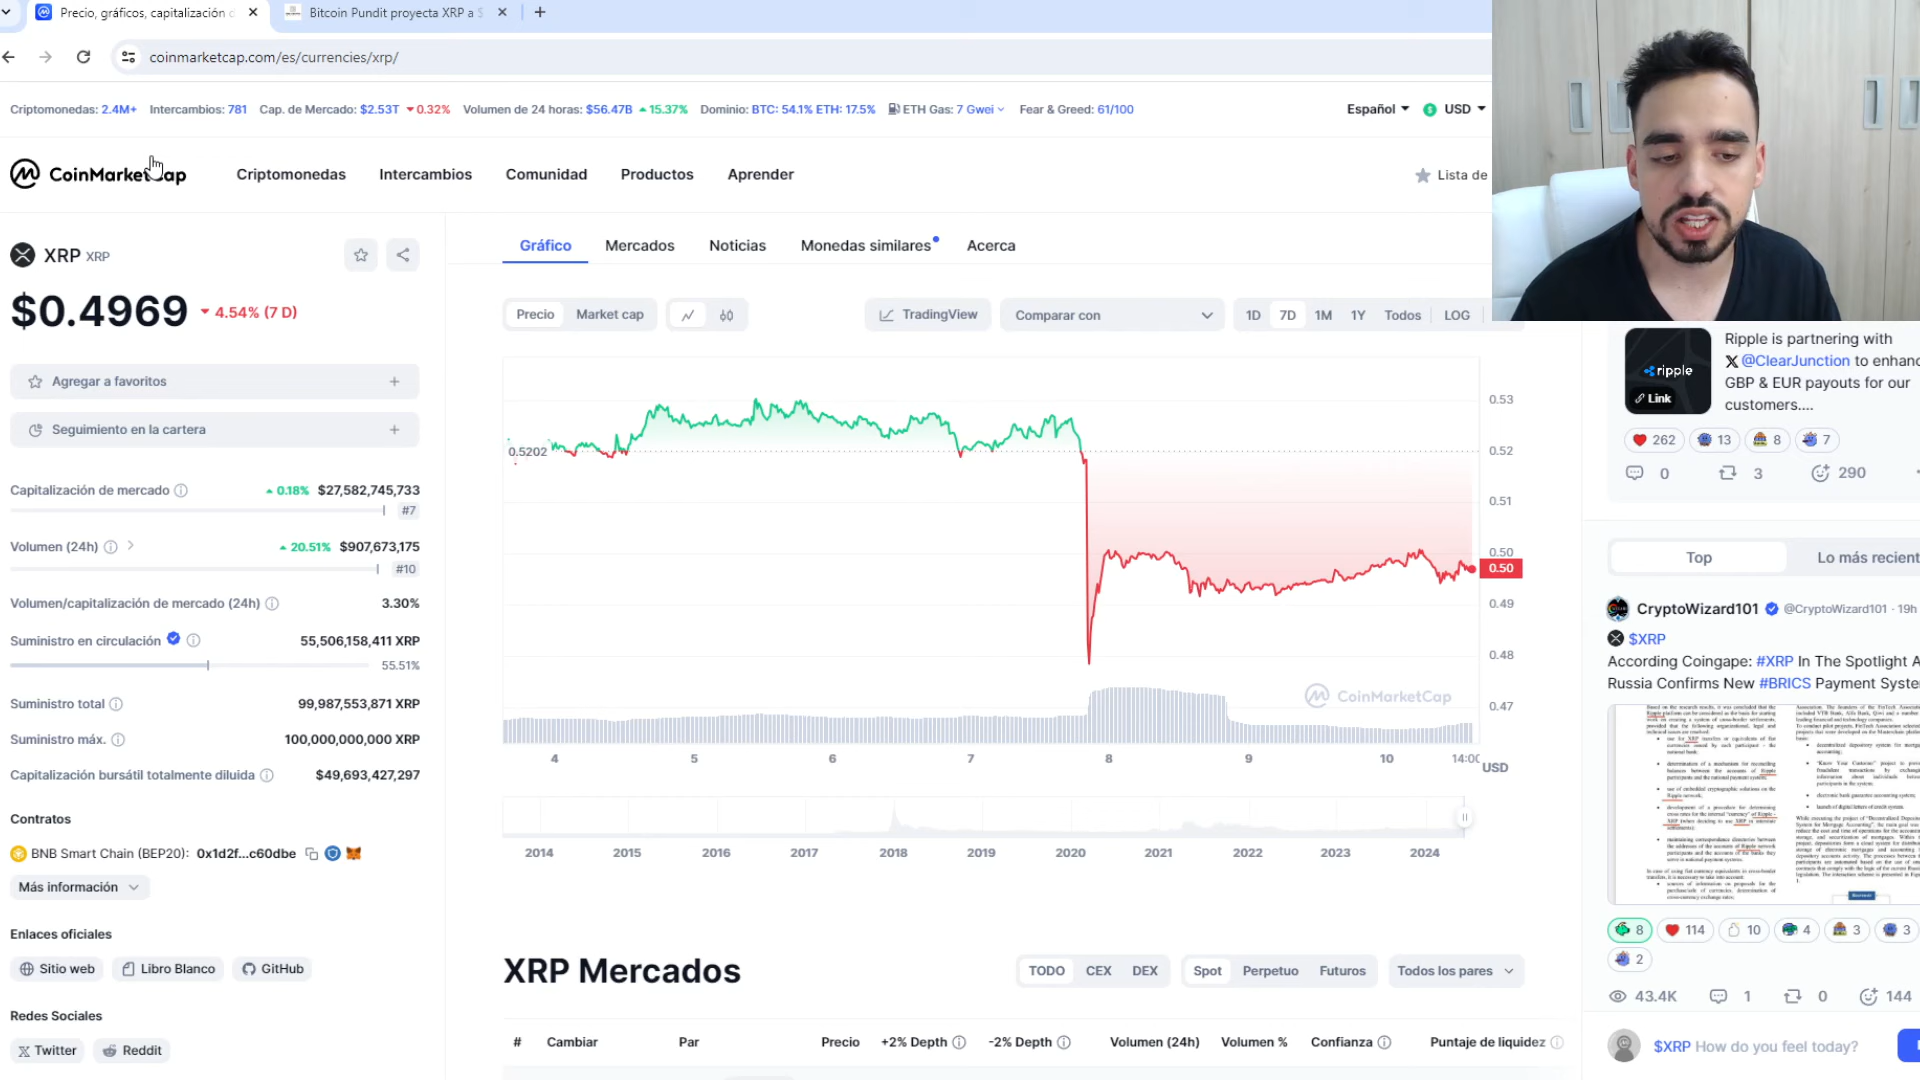 Precio, gráficos, capitalización d
Bitcoin Pundit proyecta XRP a $
coinmarketcap.com/es/currencies/xrp/
Criptomonedas: 2.4M+ Intercambios: 781 Cap. de Mercado: $2.53T 0.32% Volumen de 24 horas: $56.47B 15.37% Dominio: BTC: 54.1% ETH: 17.5% ETH Gas: 7 Gwei Fear & Greed: 61/100
Español USD
CoinMarketCap
Criptomonedas Intercambios Comunidad Productos Aprender
Lista de
XRP XRP
$0.4969 4.54% (7 D)
Agregar a favoritos +
Seguimiento en la cartera +
Capitalización de mercado 0.18% $27,582,745,733
#7
Volumen (24h) 20.51% $907,673,175
#10
Volumen/capitalización de mercado (24h) 3.30%
Suministro en circulación 55,506,158,411 XRP
55.51%
Suministro total 99,987,553,871 XRP
Suministro máx. 100,000,000,000 XRP
Capitalización bursátil totalmente diluida $49,693,427,297
Contratos
BNB Smart Chain (BEP20): 0x1d2f...c60dbe
Más información
Enlaces oficiales
Sitio web Libro Blanco GitHub
Redes Sociales
Twitter Reddit
Gráfico Mercados Noticias Monedas similares Acerca
Precio Market cap
TradingView
Comparar con
1D 7D 1M 1Y Todos LOG
0.5202
0.53
0.52
0.51
0.50
0.50
0.49
0.48
0.47
CoinMarketCap
4 5 6 7 8 9 10 14:00
USD
2014 2015 2016 2017 2018 2019 2020 2021 2022 2023 2024
XRP Mercados
TODO CEX DEX
Spot Perpetuo Futuros
Todos los pares
# Cambiar Par Precio +2% Depth -2% Depth Volumen (24h) Volumen % Confianza Puntaje de liquidez
ripple
Link
Ripple is partnering with
@ClearJunction to enhanc
GBP & EUR payouts for our
customers....
262 13 8 7
0 3 290
Top Lo más recient
CryptoWizard101 @CryptoWizard101 · 19h
$XRP
According Coingape: #XRP In The Spotlight A
Russia Confirms New #BRICS Payment Syste
8 114 10 4 3 3
2
43.4K 1 0 144
$XRP How do you feel today?